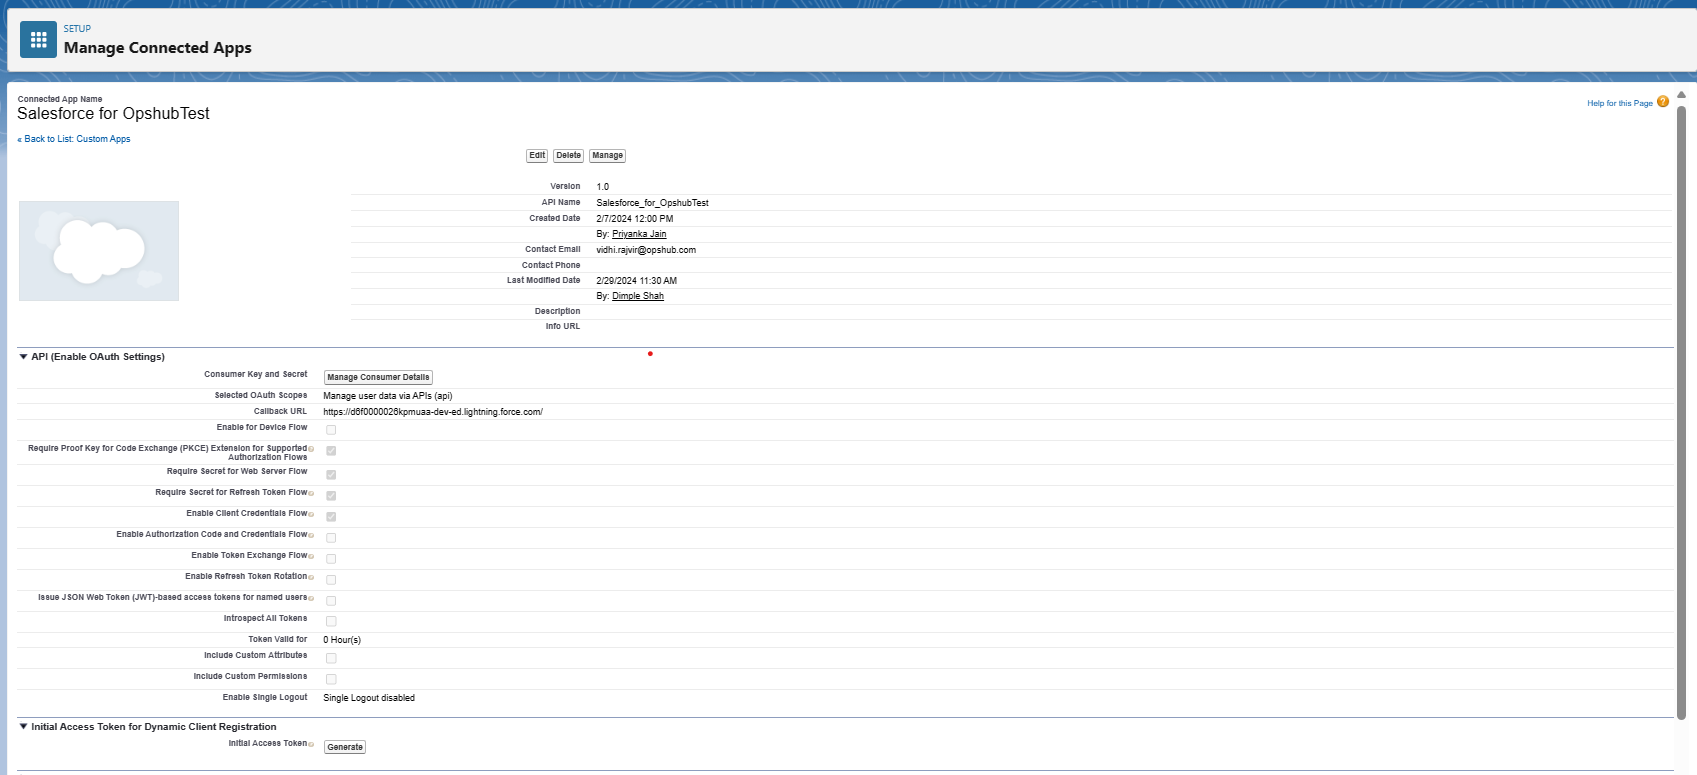 SETUP
Manage Connected Apps
Connected App Name
Salesforce for OpshubTest
Help for this Page ?
« Back to List: Custom Apps
Edit Delete Manage
Version 1.0
API Name Salesforce_for_OpshubTest
Created Date 2/7/2024 12:00 PM
By: Priyanka Jain
Contact Email vidhi.rajvir@opshub.com
Contact Phone
Last Modified Date 2/29/2024 11:30 AM
By: Dimple Shah
Description
Info URL
API (Enable OAuth Settings)
Consumer Key and Secret Manage Consumer Details
Selected OAuth Scopes Manage user data via APIs (api)
Callback URL https://d6f0000026kpmuaa-dev-ed.lightning.force.com/
Enable for Device Flow
Require Proof Key for Code Exchange (PKCE) Extension for Supported
Authorization Flows
Require Secret for Web Server Flow
Require Secret for Refresh Token Flow
Enable Client Credentials Flow
Enable Authorization Code and Credentials Flow
Enable Token Exchange Flow
Enable Refresh Token Rotation
Issue JSON Web Token (JWT)-based access tokens for named users
Introspect All Tokens
Token Valid for 0 Hour(s)
Include Custom Attributes
Include Custom Permissions
Enable Single Logout Single Logout disabled
Initial Access Token for Dynamic Client Registration
Initial Access Token Generate